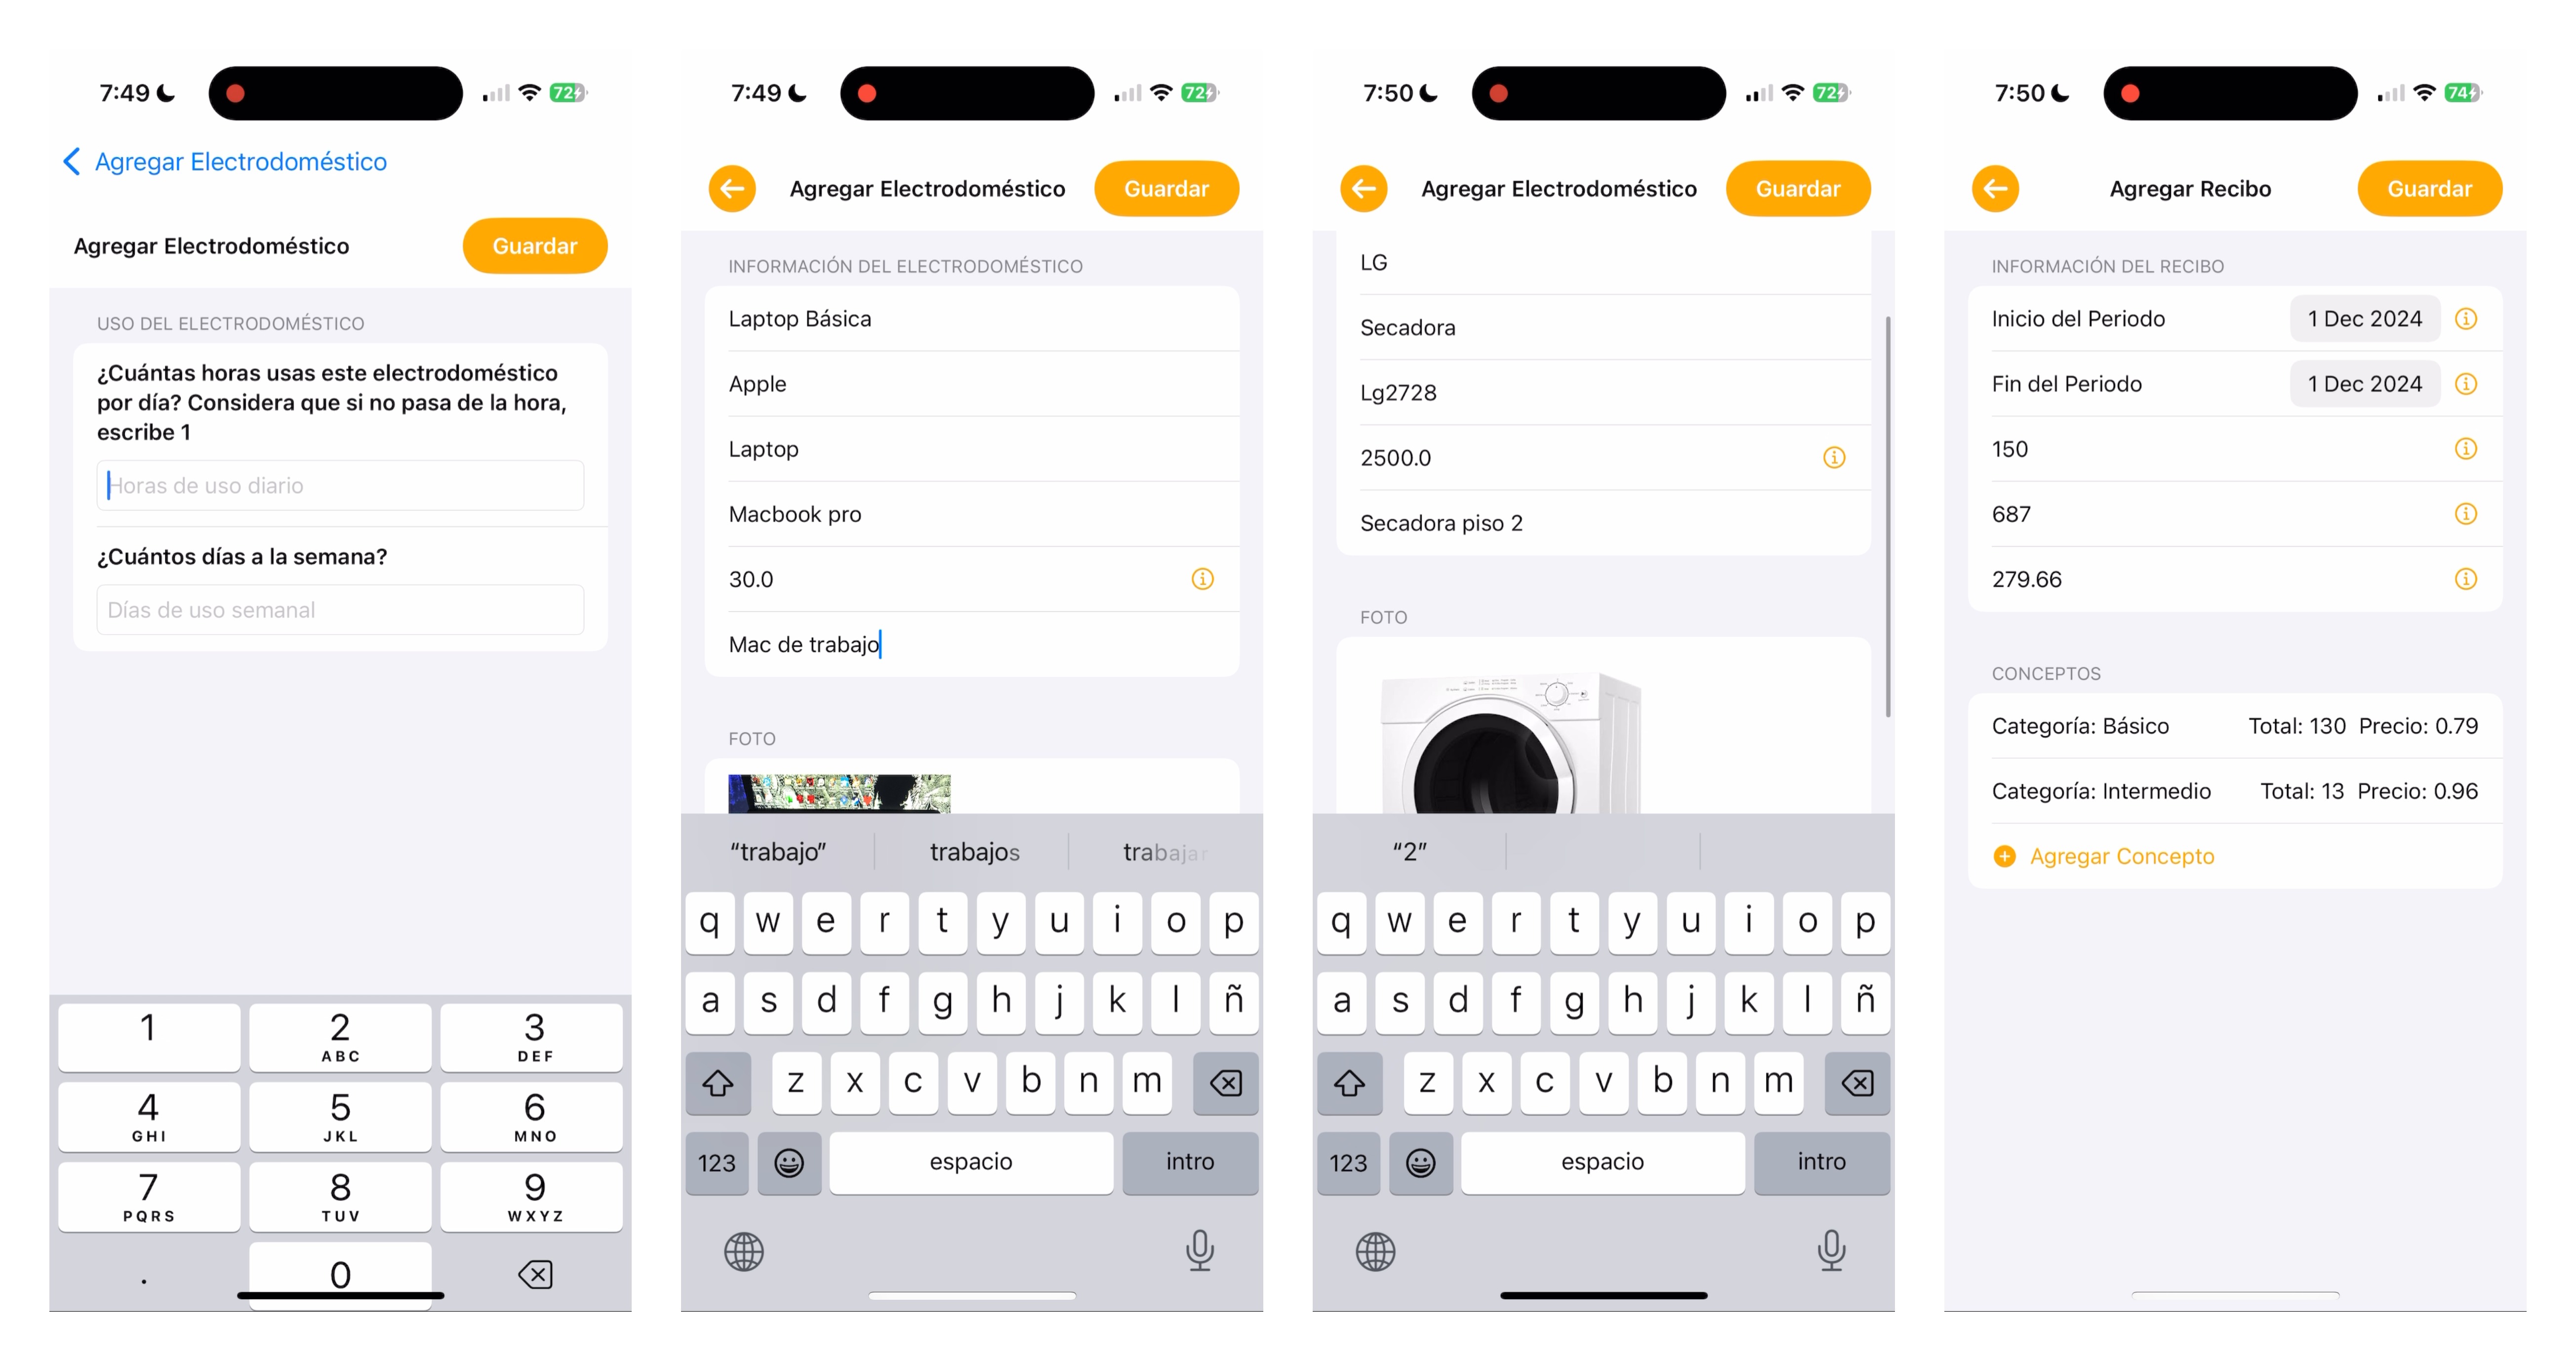 7:49
72
Agregar Electrodoméstico
Agregar Electrodoméstico
Guardar
USO DEL ELECTRODOMÉSTICO
¿Cuántas horas usas este electrodoméstico
por día? Considera que si no pasa de la hora,
escribe 1
Horas de uso diario
¿Cuántos días a la semana?
Días de uso semanal
1
2
ABC
3
DEF
4
GHI
5
JKL
6
MNO
7
PQRS
8
TUV
9
WXYZ
.
0
7:49
72
Agregar Electrodoméstico
Guardar
INFORMACIÓN DEL ELECTRODOMÉSTICO
Laptop Básica
Apple
Laptop
Macbook pro
30.0
Mac de trabajo
FOTO
“trabajo” trabajos trabajar
q w e r t y u i o p
a s d f g h j k l ñ
z x c v b n m
123 espacio intro
7:50
72
Agregar Electrodoméstico
Guardar
LG
Secadora
Lg2728
2500.0
Secadora piso 2
FOTO
“2”
q w e r t y u i o p
a s d f g h j k l ñ
z x c v b n m
123 espacio intro
7:50
74
Agregar Recibo
Guardar
INFORMACIÓN DEL RECIBO
Inicio del Periodo 1 Dec 2024
Fin del Periodo 1 Dec 2024
150
687
279.66
CONCEPTOS
Categoría: Básico Total: 130 Precio: 0.79
Categoría: Intermedio Total: 13 Precio: 0.96
Agregar Concepto